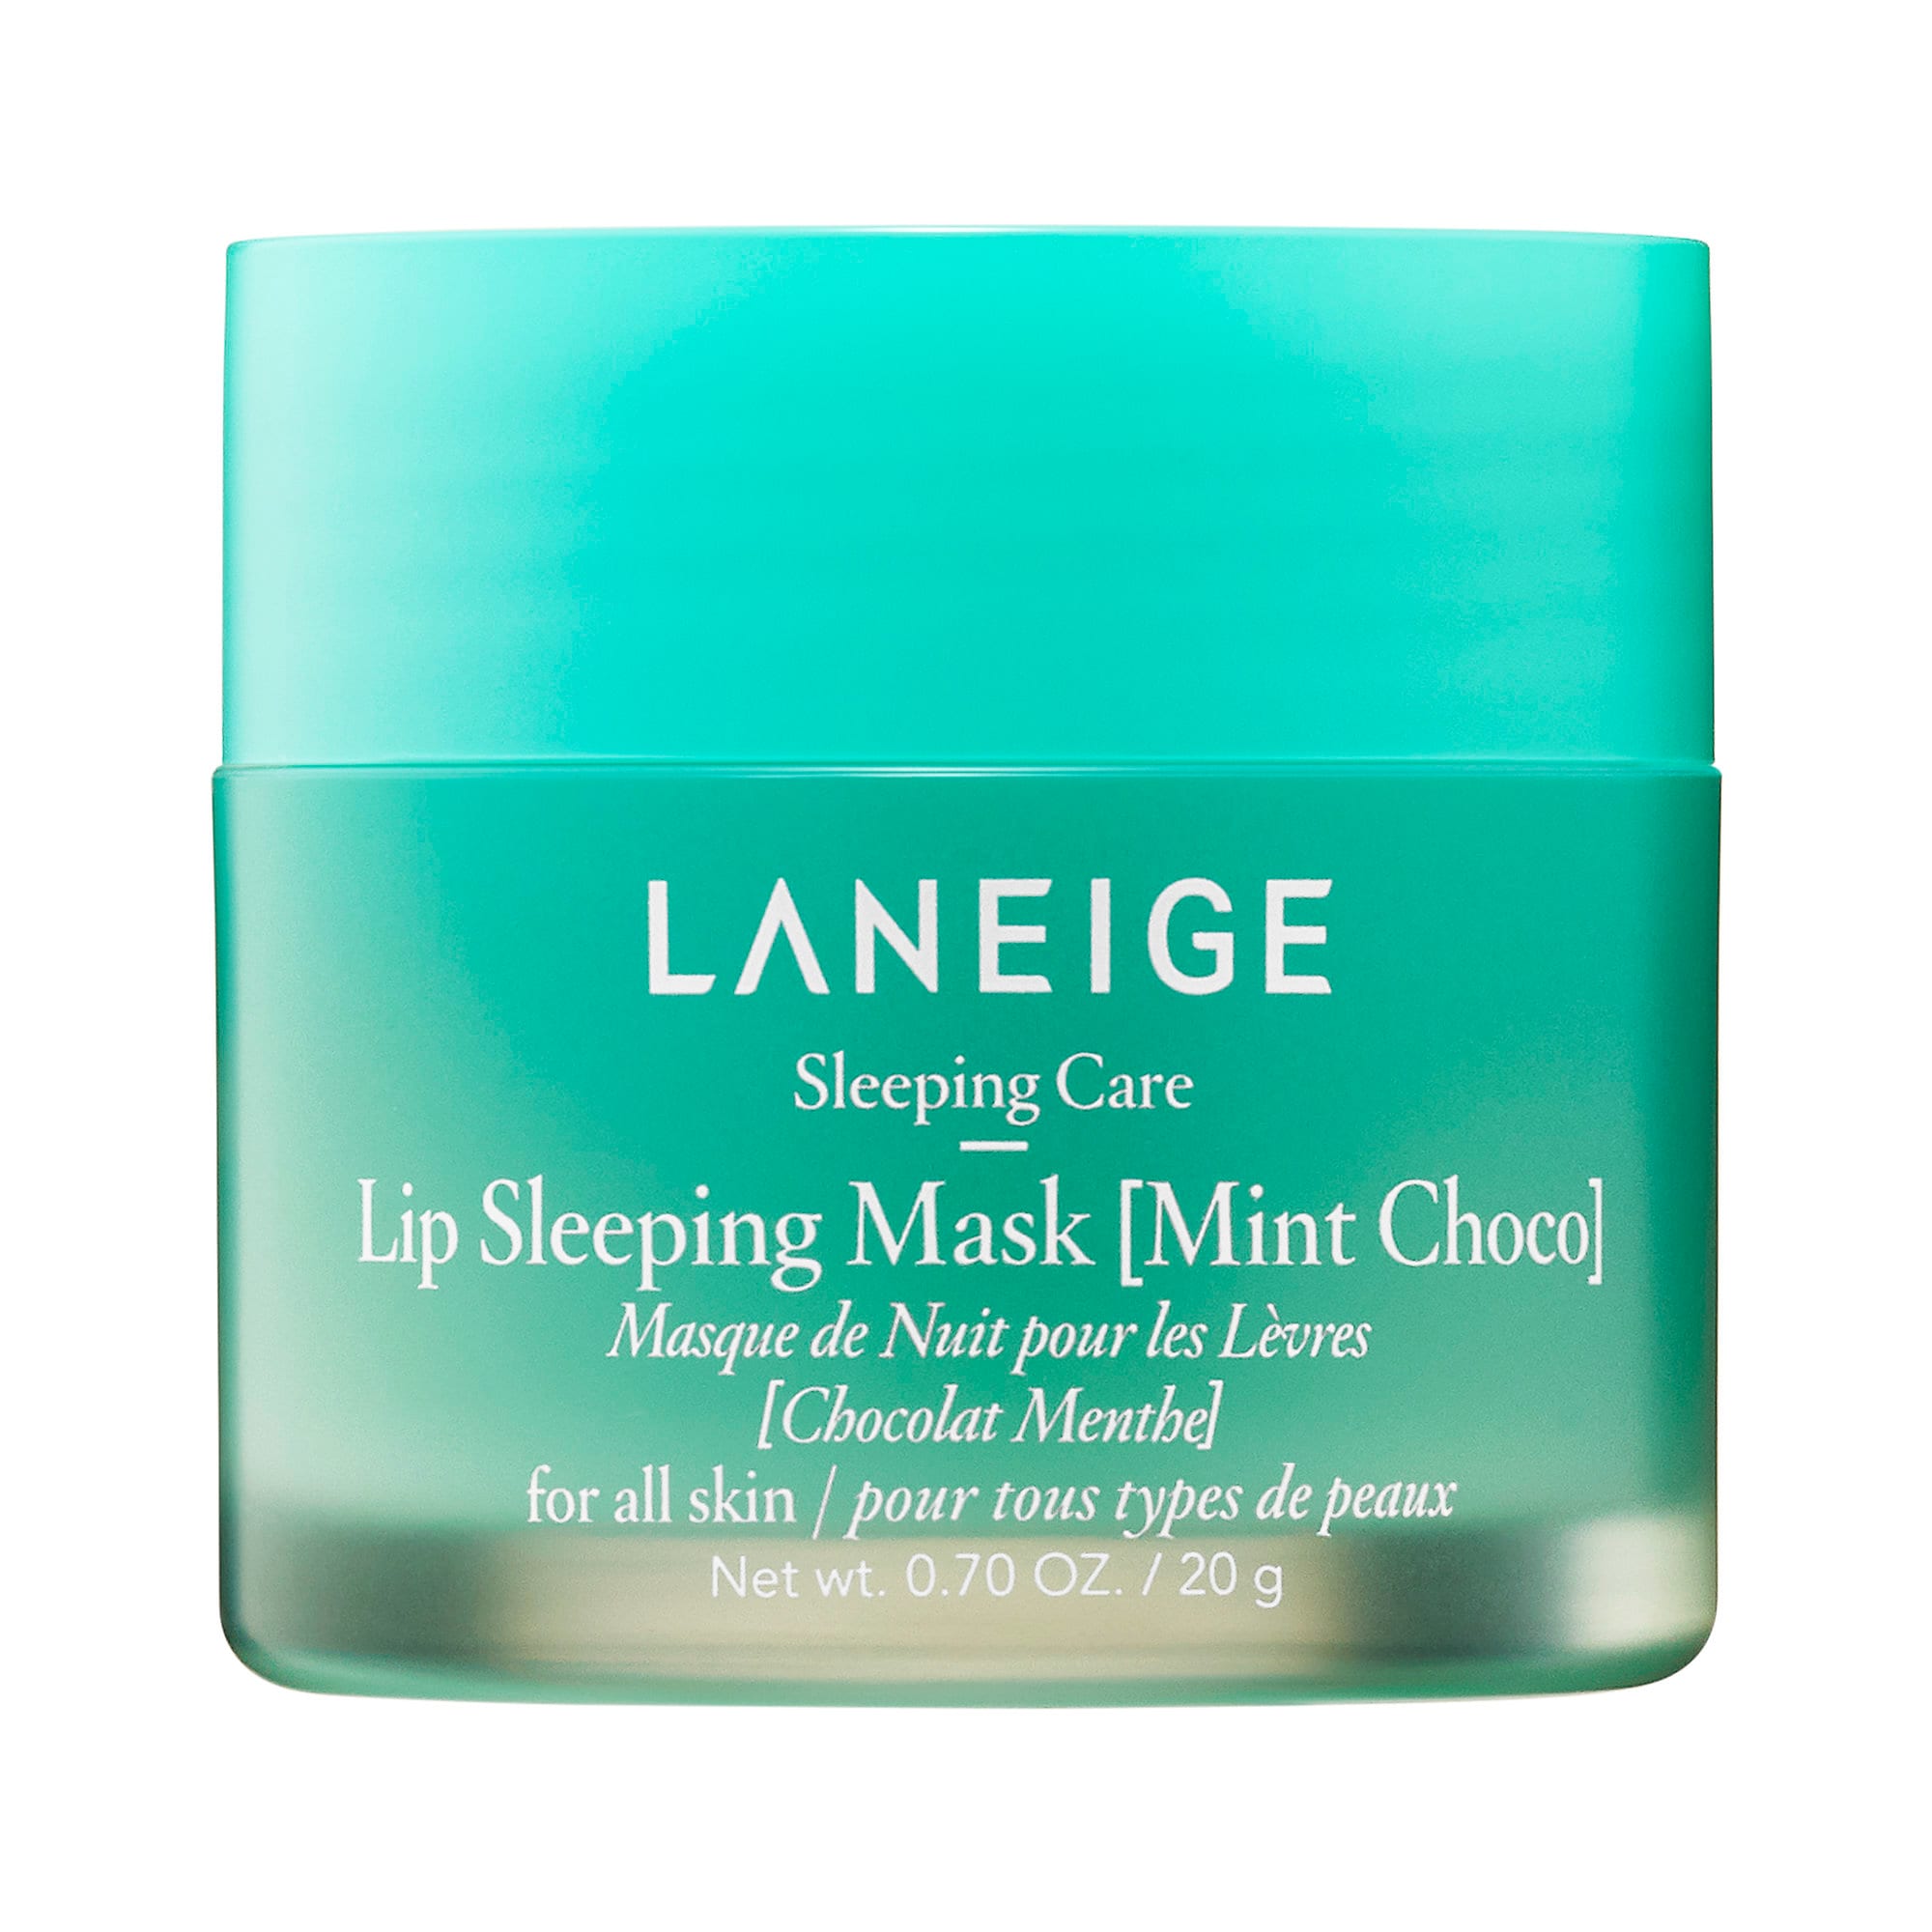 LANEIGE
Sleeping Care
Lip Sleeping Mask [Mint Choco]
Masque de Nuit pour les Lèvres
[Chocolat Menthe]
for all skin / pour tous types de peaux
Net wt. 0.70 OZ. / 20 g